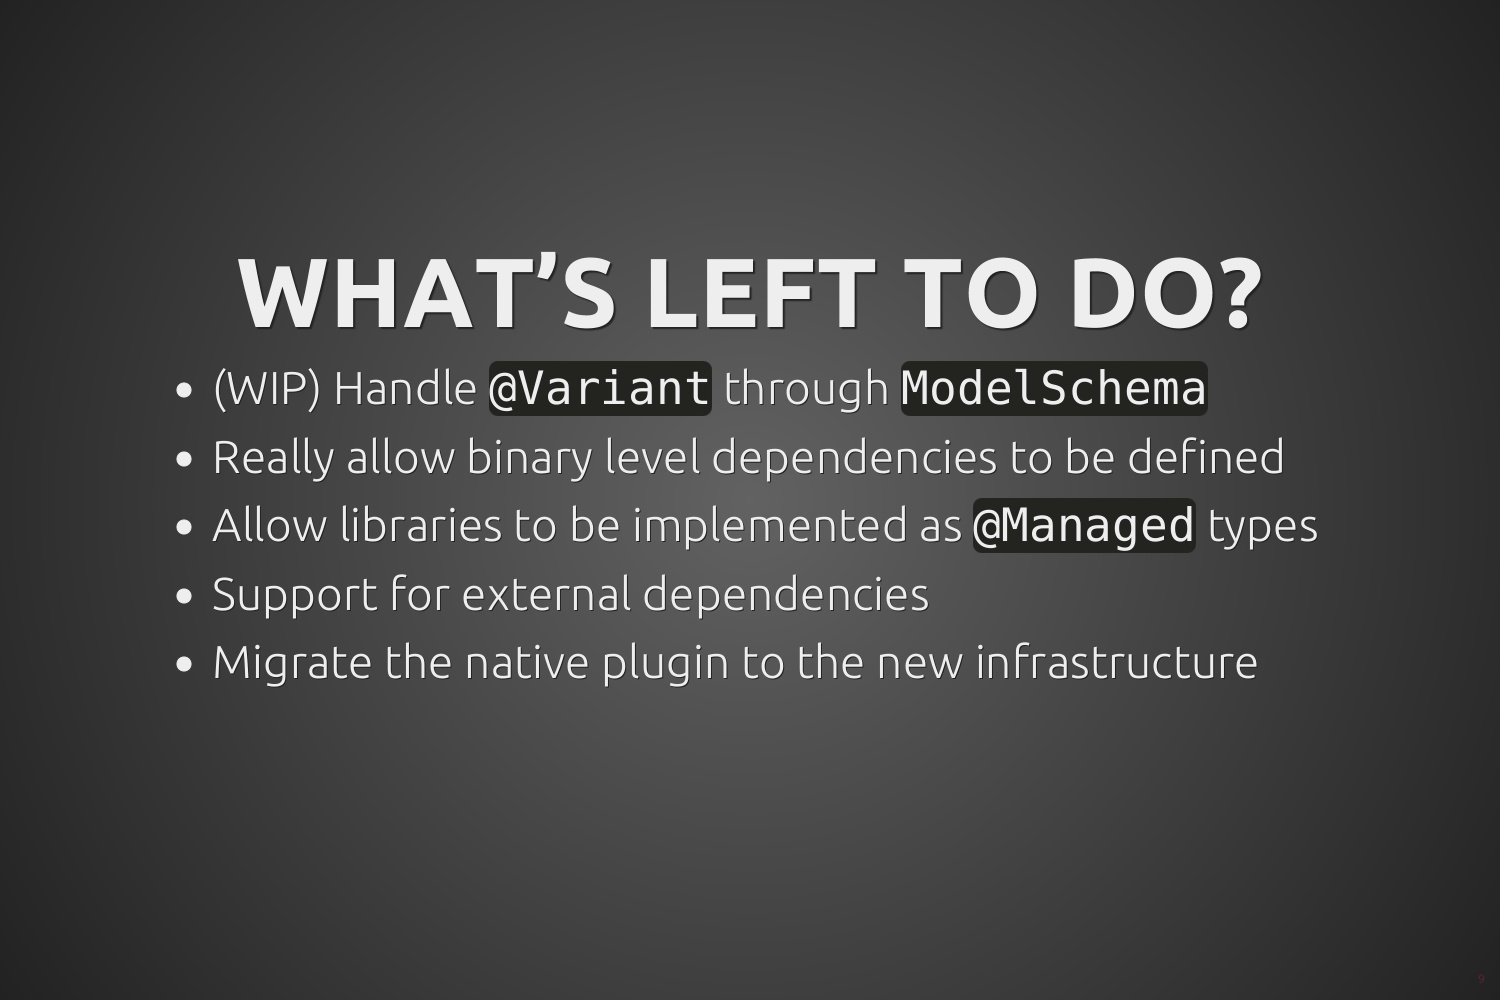 WHAT’S LEFT TO DO?
• (WIP) Handle @Variant through ModelSchema
• Really allow binary level dependencies to be defined
• Allow libraries to be implemented as @Managed types
• Support for external dependencies
• Migrate the native plugin to the new infrastructure
9